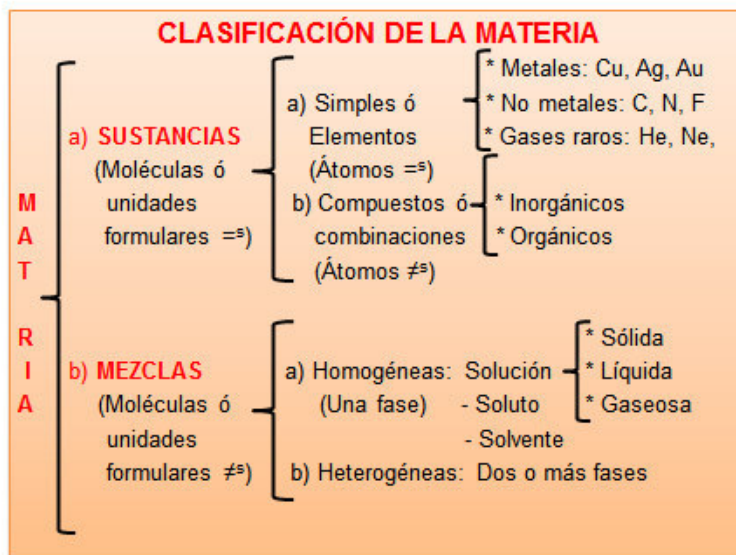 CLASIFICACIÓN DE LA MATERIA
M
A
T
R
I
A
a) SUSTANCIAS
(Moléculas ó
unidades
formulares =ˢ)
a) Simples ó
Elementos
(Átomos =ˢ)
* Metales: Cu, Ag, Au
* No metales: C, N, F
* Gases raros: He, Ne,
b) Compuestos ó
combinaciones
(Átomos ≠ˢ)
* Inorgánicos
* Orgánicos
b) MEZCLAS
(Moléculas ó
unidades
formulares ≠ˢ)
a) Homogéneas: Solución
(Una fase) - Soluto
- Solvente
* Sólida
* Líquida
* Gaseosa
b) Heterogéneas: Dos o más fases